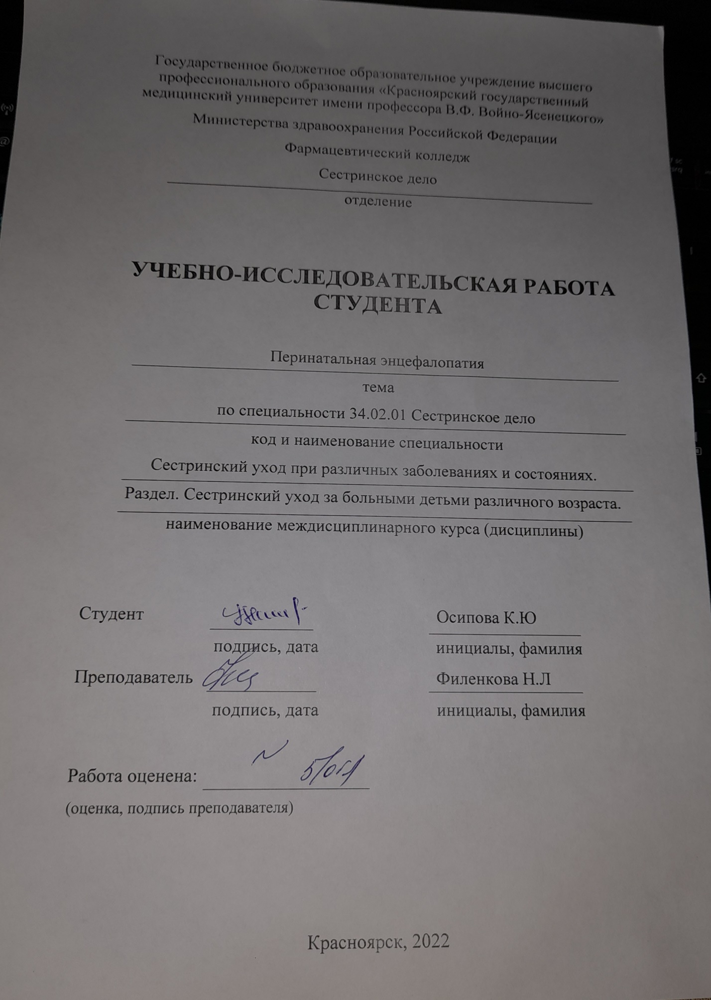 Государственное бюджетное образовательное учреждение высшего
профессионального образования «Красноярский государственный
медицинский университет имени профессора В.Ф. Войно-Ясенецкого»
Министерства здравоохранения Российской Федерации
Фармацевтический колледж
Сестринское дело
отделение
УЧЕБНО-ИССЛЕДОВАТЕЛЬСКАЯ РАБОТА
СТУДЕНТА
Перинатальная энцефалопатия
тема
по специальности 34.02.01 Сестринское дело
код и наименование специальности
Сестринский уход при различных заболеваниях и состояниях.
Раздел. Сестринский уход за больными детьми различного возраста.
наименование междисциплинарного курса (дисциплины)
Студент Осипова К.Ю
подпись, дата инициалы, фамилия
Преподаватель Филенкова Н.Л
подпись, дата инициалы, фамилия
Работа оценена: 5
(оценка, подпись преподавателя)
Красноярск, 2022